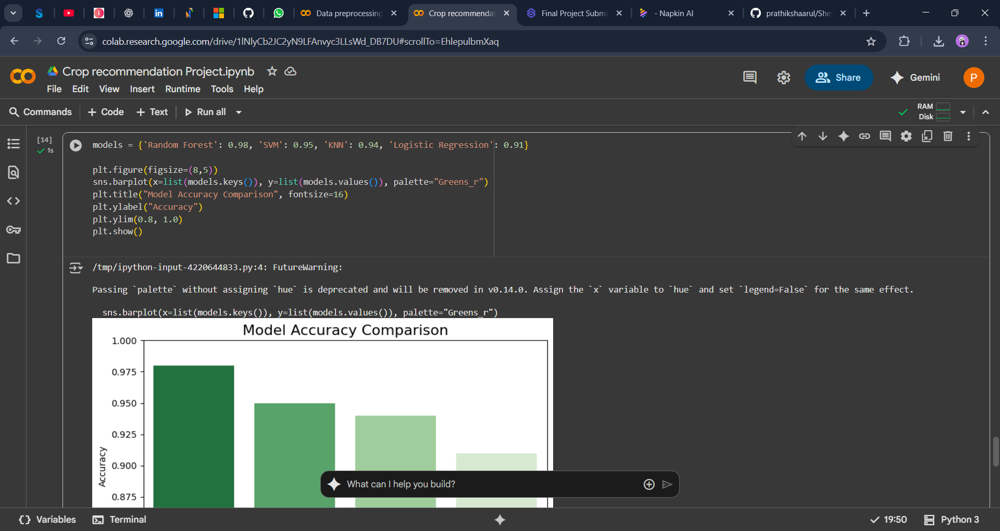 Data preprocessing
Crop recommenda
Final Project Submi
- Napkin AI
prathikshaarul/She
colab.research.google.com/drive/1lNlyCb2JC2yN9LFAnvyc3LLsWd_DB7DU#scrollTo=EhlepulbmXaq
Crop recommendation Project.ipynb
File Edit View Insert Runtime Tools Help
Share
Gemini
P
Commands + Code + Text Run all
RAM
Disk
[14]
1s
models = {'Random Forest': 0.98, 'SVM': 0.95, 'KNN': 0.94, 'Logistic Regression': 0.91}
plt.figure(figsize=(8,5))
sns.barplot(x=list(models.keys()), y=list(models.values()), palette="Greens_r")
plt.title("Model Accuracy Comparison", fontsize=16)
plt.ylabel("Accuracy")
plt.ylim(0.8, 1.0)
plt.show()
/tmp/ipython-input-4220644833.py:4: FutureWarning:
Passing `palette` without assigning `hue` is deprecated and will be removed in v0.14.0. Assign the `x` variable to `hue` and set `legend=False` for the same effect.
sns.barplot(x=list(models.keys()), y=list(models.values()), palette="Greens_r")
Model Accuracy Comparison
1.000
0.975
0.950
0.925
0.900
0.875
Accuracy
What can I help you build?
Variables Terminal
19:50 Python 3